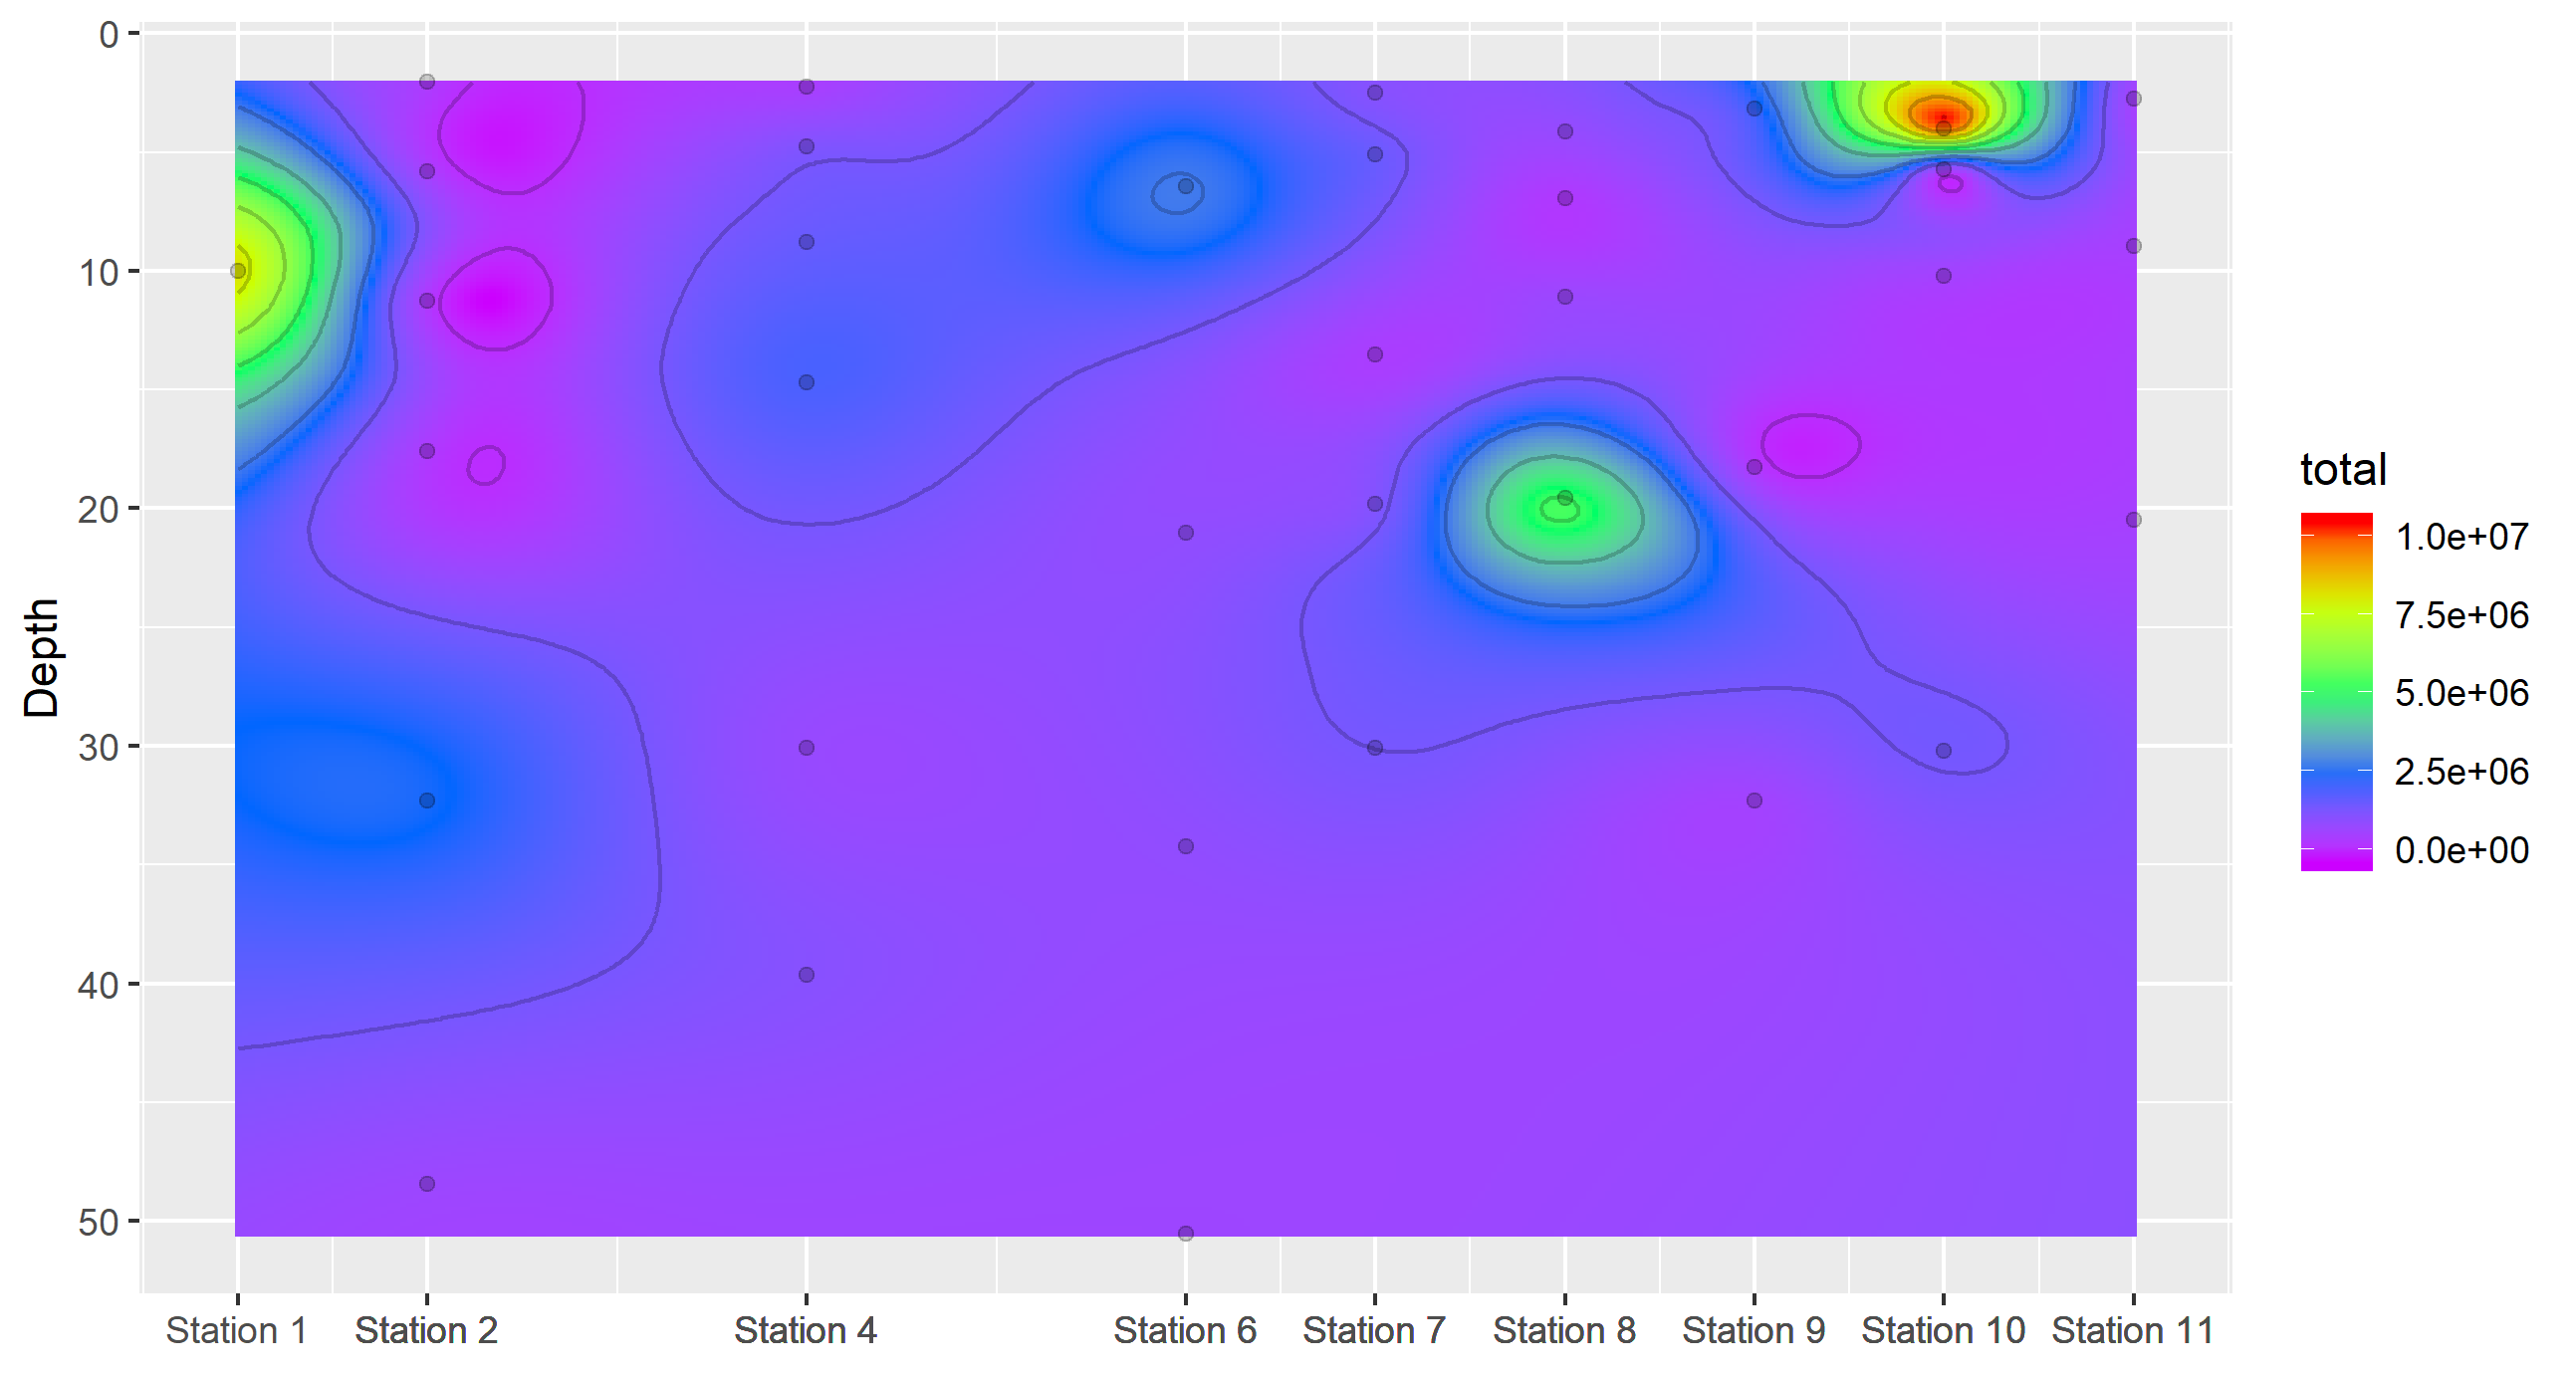 0
10
20
30
40
50
Depth
Station 1
Station 2
Station 4
Station 6
Station 7
Station 8
Station 9
Station 10
Station 11
total
1.0e+07
7.5e+06
5.0e+06
2.5e+06
0.0e+00